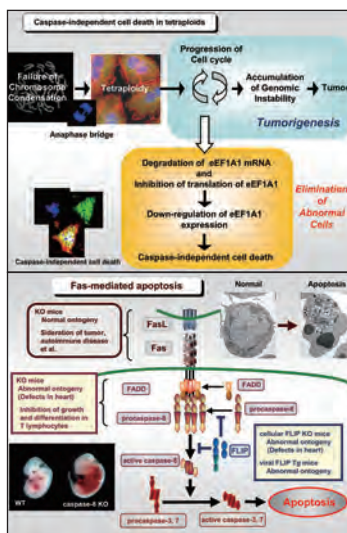 Caspase-independent cell death in tetraploids
Failure of
Chromosome
Condensation
Tetraploidy
Anaphase bridge
Progression of
Cell cycle
Accumulation
of Genomic
Instability
Tumor
Tumorigenesis
Degradation of eEF1A1 mRNA
and
Inhibition of translation of eEF1A1
Down-regulation of eEF1A1
expression
Caspase-independent cell death
Elimination
of
Abnormal
Cells
Caspase-independent cell death
Fas-mediated apoptosis
KO mice
Normal ontogeny
Sideration of tumor,
autoimmune disease
et al.
FasL
Fas
Normal
Apoptosis
KO mice
Abnormal ontogeny
(Defects in heart)
Inhibition of growth
and differentiation in
T lymphocytes
FADD
FADD
procaspase-8
procaspase-8
FLIP
cellular FLIP KO mice
Abnormal ontogeny
(Defects in heart)
viral FLIP Tg mice
Abnormal ontogeny
active caspase-8
WT
caspase-8 KO
procaspase-3, 7
active caspase-3, 7
Apoptosis